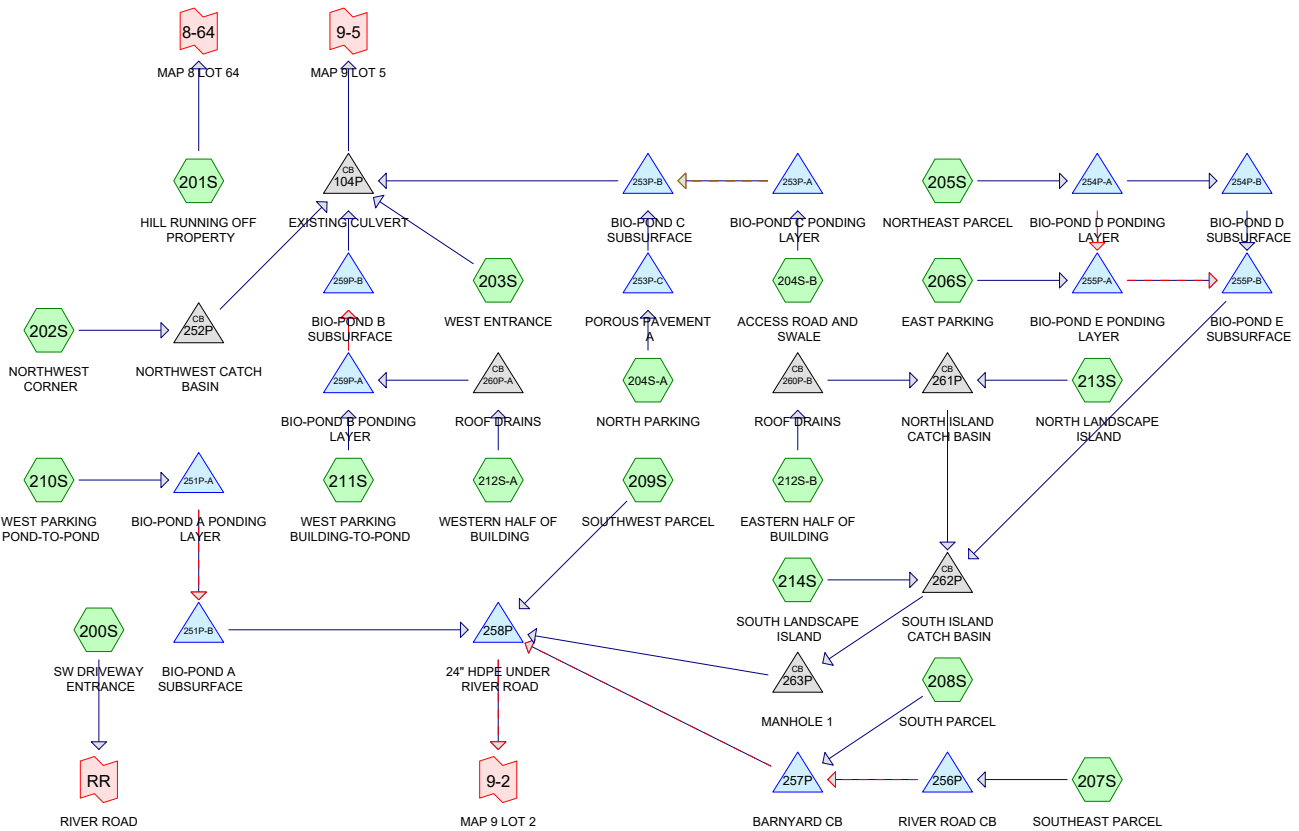 8-64
9-5
MAP 8 LOT 64
MAP 9 LOT 5
201S
CB
104P
253P-B
253P-A
205S
254P-A
254P-B
HILL RUNNING OFF
PROPERTY
EXISTING CULVERT
BIO-POND C
SUBSURFACE
BIO-POND C PONDING
LAYER
NORTHEAST PARCEL
BIO-POND D PONDING
LAYER
BIO-POND D
SUBSURFACE
259P-B
203S
253P-C
204S-B
206S
255P-A
255P-B
202S
CB
252P
BIO-POND B
SUBSURFACE
WEST ENTRANCE
POROUS PAVEMENT
A
ACCESS ROAD AND
SWALE
EAST PARKING
BIO-POND E PONDING
LAYER
BIO-POND E
SUBSURFACE
NORTHWEST
CORNER
NORTHWEST CATCH
BASIN
259P-A
CB
260P-A
204S-A
CB
260P-B
CB
261P
213S
BIO-POND B PONDING
LAYER
ROOF DRAINS
NORTH PARKING
ROOF DRAINS
NORTH ISLAND
CATCH BASIN
NORTH LANDSCAPE
ISLAND
210S
251P-A
211S
212S-A
209S
212S-B
WEST PARKING
POND-TO-POND
BIO-POND A PONDING
LAYER
WEST PARKING
BUILDING-TO-POND
WESTERN HALF OF
BUILDING
SOUTHWEST PARCEL
EASTERN HALF OF
BUILDING
214S
CB
262P
SOUTH LANDSCAPE
ISLAND
SOUTH ISLAND
CATCH BASIN
200S
251P-B
258P
SW DRIVEWAY
ENTRANCE
BIO-POND A
SUBSURFACE
24" HDPE UNDER
RIVER ROAD
CB
263P
208S
MANHOLE 1
SOUTH PARCEL
RR
9-2
257P
256P
207S
RIVER ROAD
MAP 9 LOT 2
BARNYARD CB
RIVER ROAD CB
SOUTHEAST PARCEL